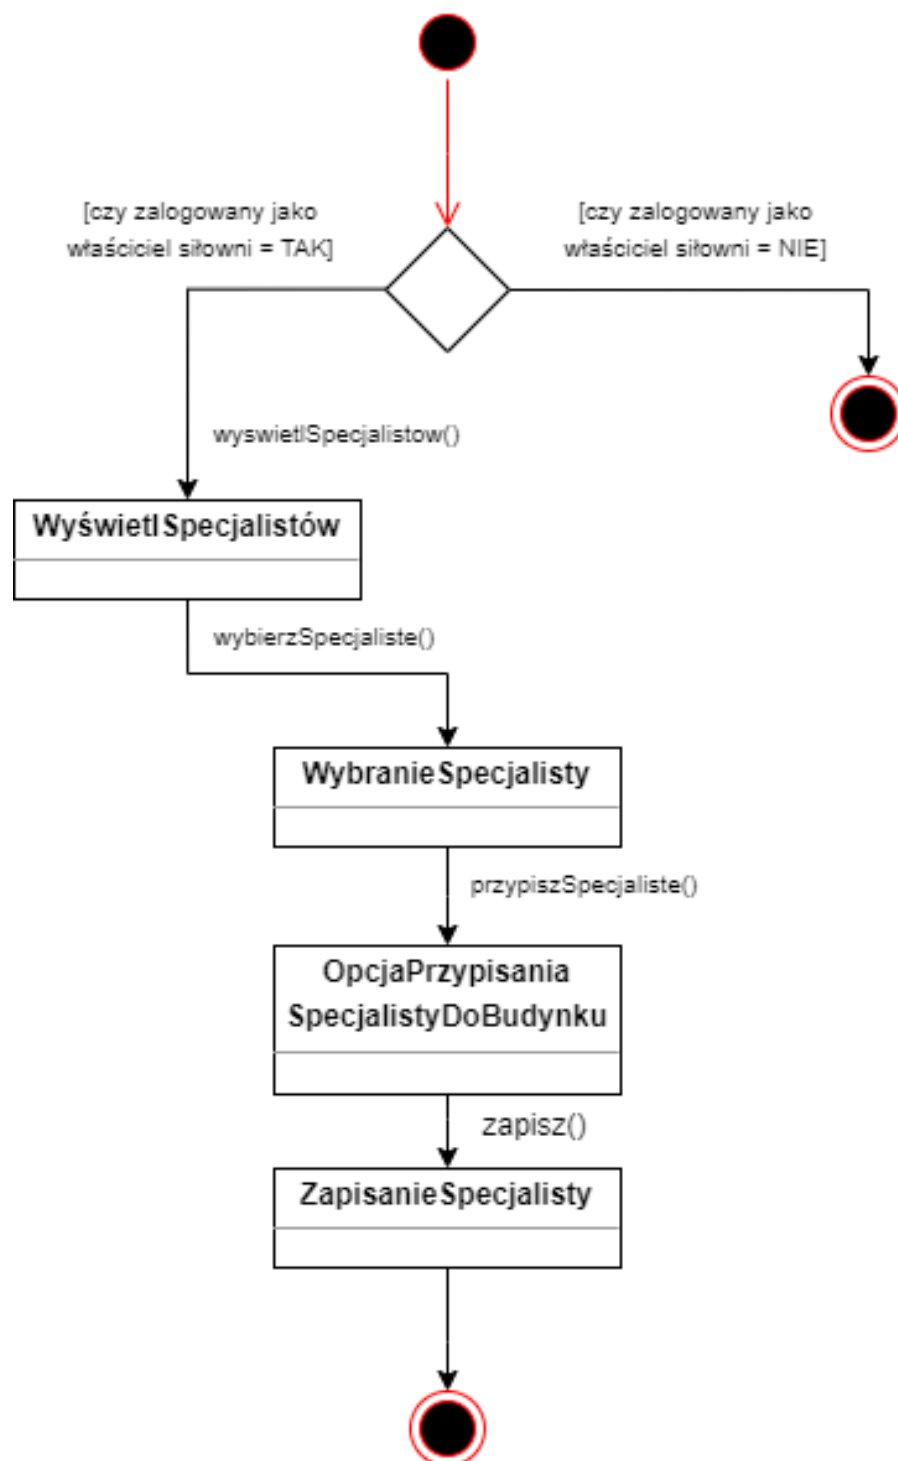 [czy zalogowany jako
właściciel siłowni = TAK]
[czy zalogowany jako
właściciel siłowni = NIE]
wyswietlSpecjalistow()
WyświetlSpecjalistów
wybierzSpecjaliste()
WybranieSpecjalisty
przypiszSpecjaliste()
OpcjaPrzypisania
SpecjalistyDoBudynku
zapisz()
ZapisanieSpecjalisty